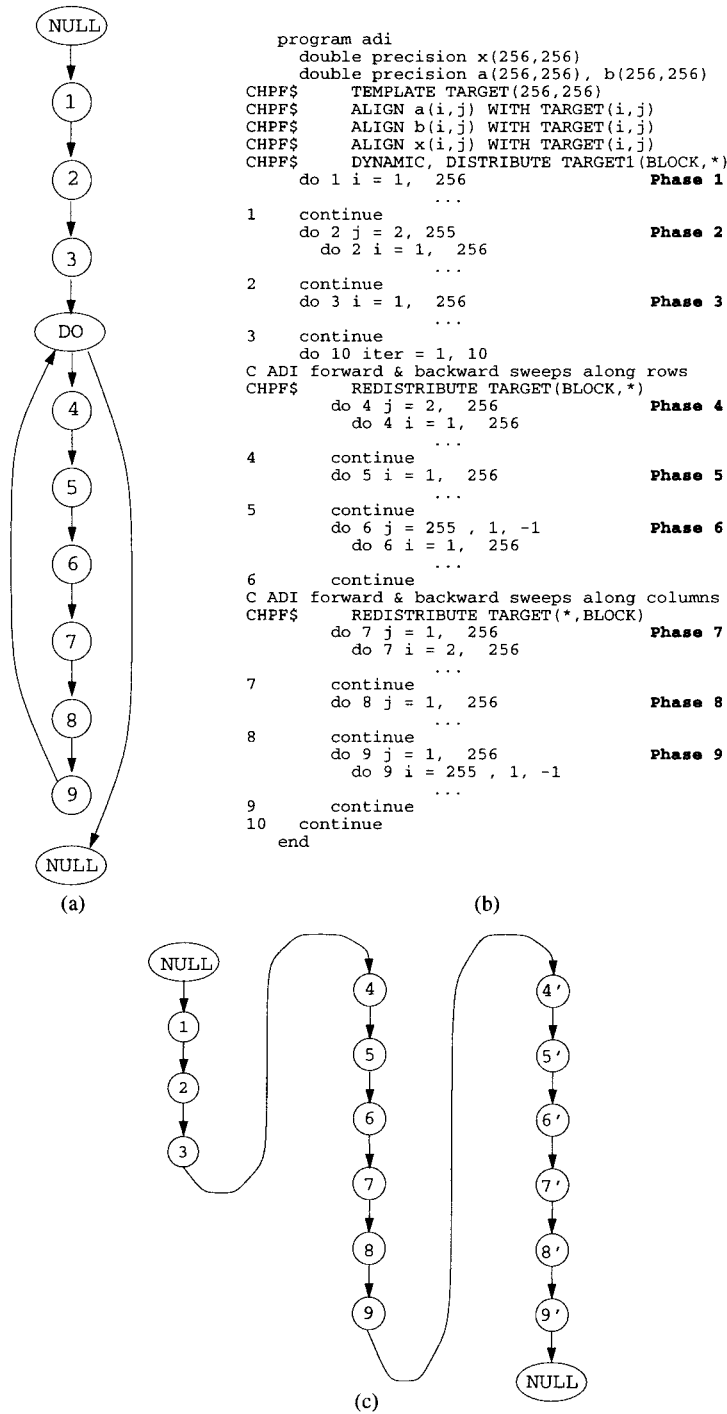 NULL
1
2
3
DO
4
5
6
7
8
9
NULL
(a)
program adi
double precision x(256,256)
double precision a(256,256), b(256,256)
CHPF$ TEMPLATE TARGET(256,256)
CHPF$ ALIGN a(i,j) WITH TARGET(i,j)
CHPF$ ALIGN b(i,j) WITH TARGET(i,j)
CHPF$ ALIGN x(i,j) WITH TARGET(i,j)
CHPF$ DYNAMIC, DISTRIBUTE TARGET1(BLOCK,*)
do 1 i = 1, 256 Phase 1
...
1 continue
do 2 j = 2, 255 Phase 2
do 2 i = 1, 256
...
2 continue
do 3 i = 1, 256 Phase 3
...
3 continue
do 10 iter = 1, 10
C ADI forward & backward sweeps along rows
CHPF$ REDISTRIBUTE TARGET(BLOCK,*)
do 4 j = 2, 256 Phase 4
do 4 i = 1, 256
...
4 continue
do 5 i = 1, 256 Phase 5
...
5 continue
do 6 j = 255 , 1, -1 Phase 6
do 6 i = 1, 256
...
6 continue
C ADI forward & backward sweeps along columns
CHPF$ REDISTRIBUTE TARGET(*,BLOCK)
do 7 j = 1, 256 Phase 7
do 7 i = 2, 256
...
7 continue
do 8 j = 1, 256 Phase 8
...
8 continue
do 9 j = 1, 256 Phase 9
do 9 i = 255 , 1, -1
...
9 continue
10 continue
end
(b)
NULL
1
2
3
4
5
6
7
8
9
4'
5'
6'
7'
8'
9'
NULL
(c)